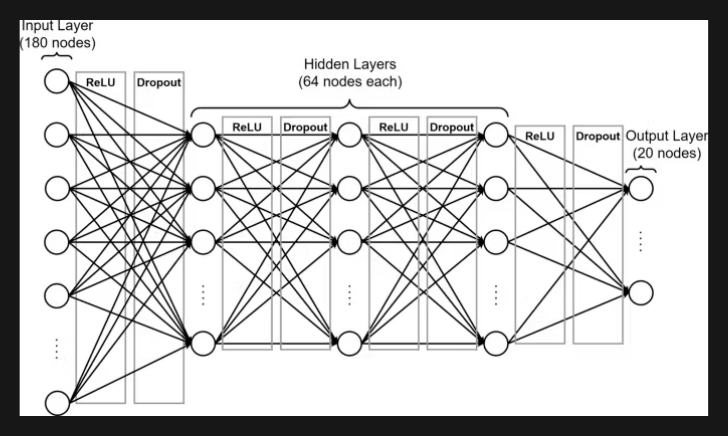 Input Layer
(180 nodes)
ReLU
Dropout
Hidden Layers
(64 nodes each)
ReLU
Dropout
ReLU
Dropout
ReLU
Dropout
Output Layer
(20 nodes)